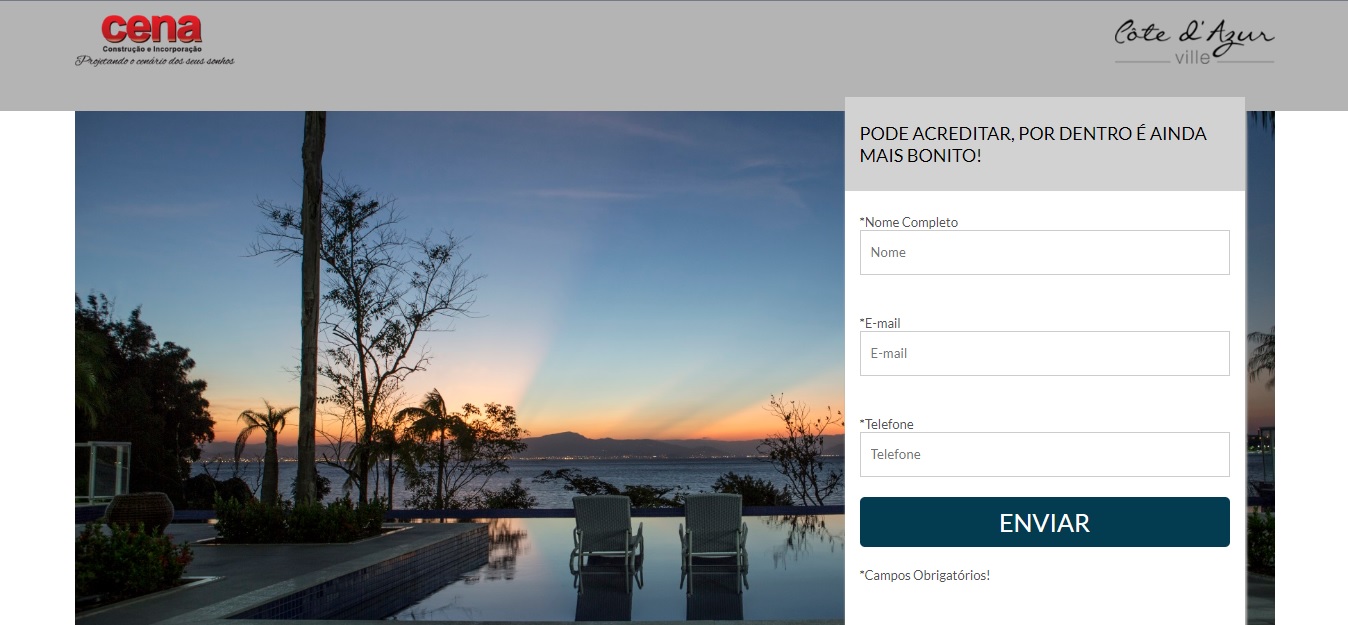 cena
Construção e Incorporação
Projetando o cenário dos seus sonhos
Côte d'Azur
ville
PODE ACREDITAR, POR DENTRO É AINDA
MAIS BONITO!
*Nome Completo
Nome
*E-mail
E-mail
*Telefone
Telefone
ENVIAR
*Campos Obrigatórios!